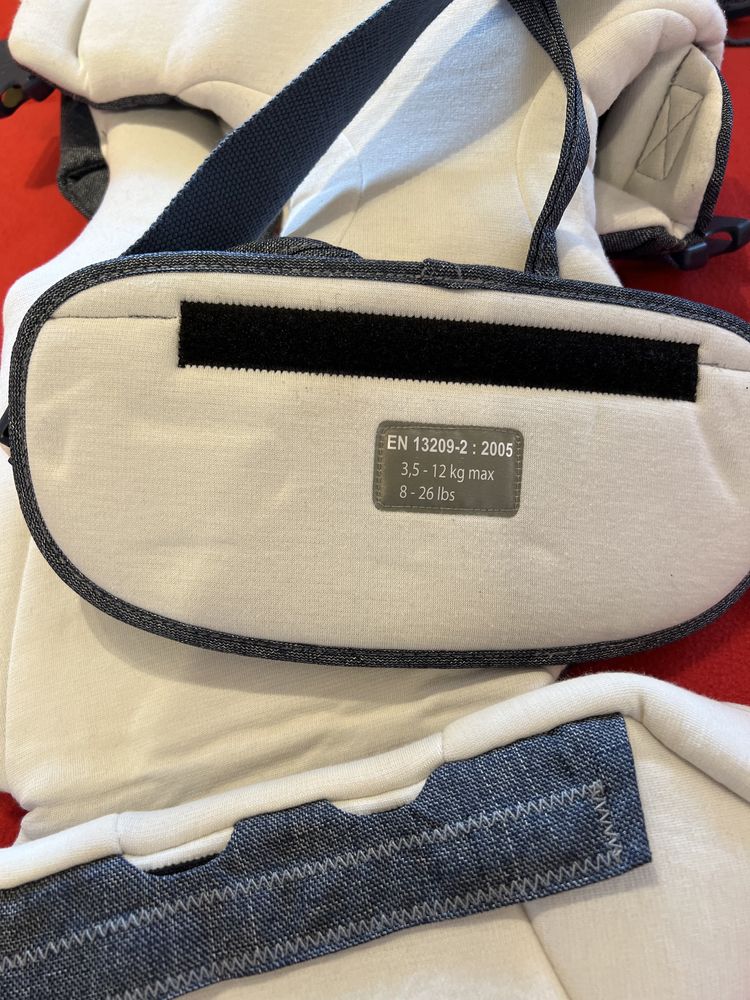 EN 13209-2 : 2005
3,5 - 12 kg max
8 - 26 lbs